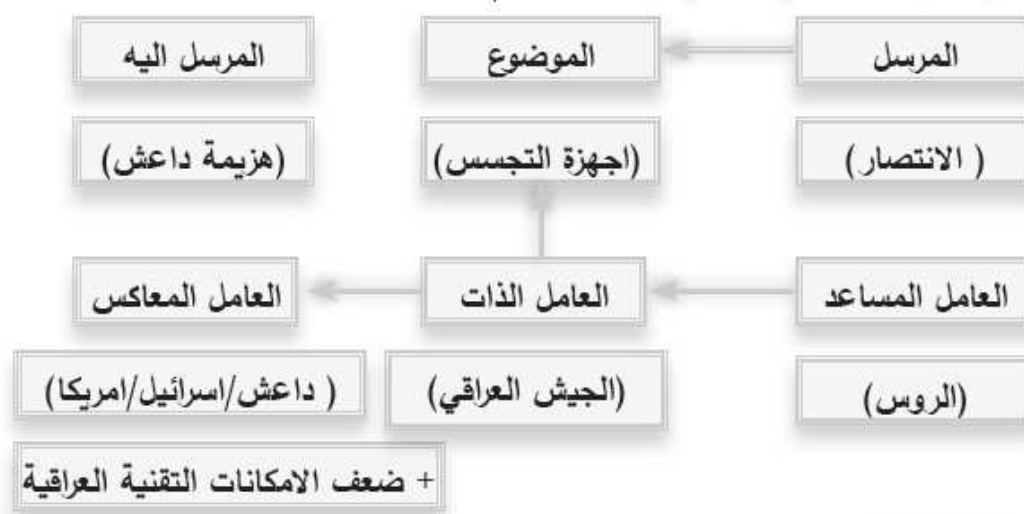 المرسل الموضوع المرسل اليه
( الانتصار) (اجهزة التجسس) (هزيمة داعش)
العامل المساعد العامل الذات العامل المعاكس
(الروس) (الجيش العراقي) ( داعش/اسرائيل/امريكا)
+ ضعف الامكانات التقنية العراقية